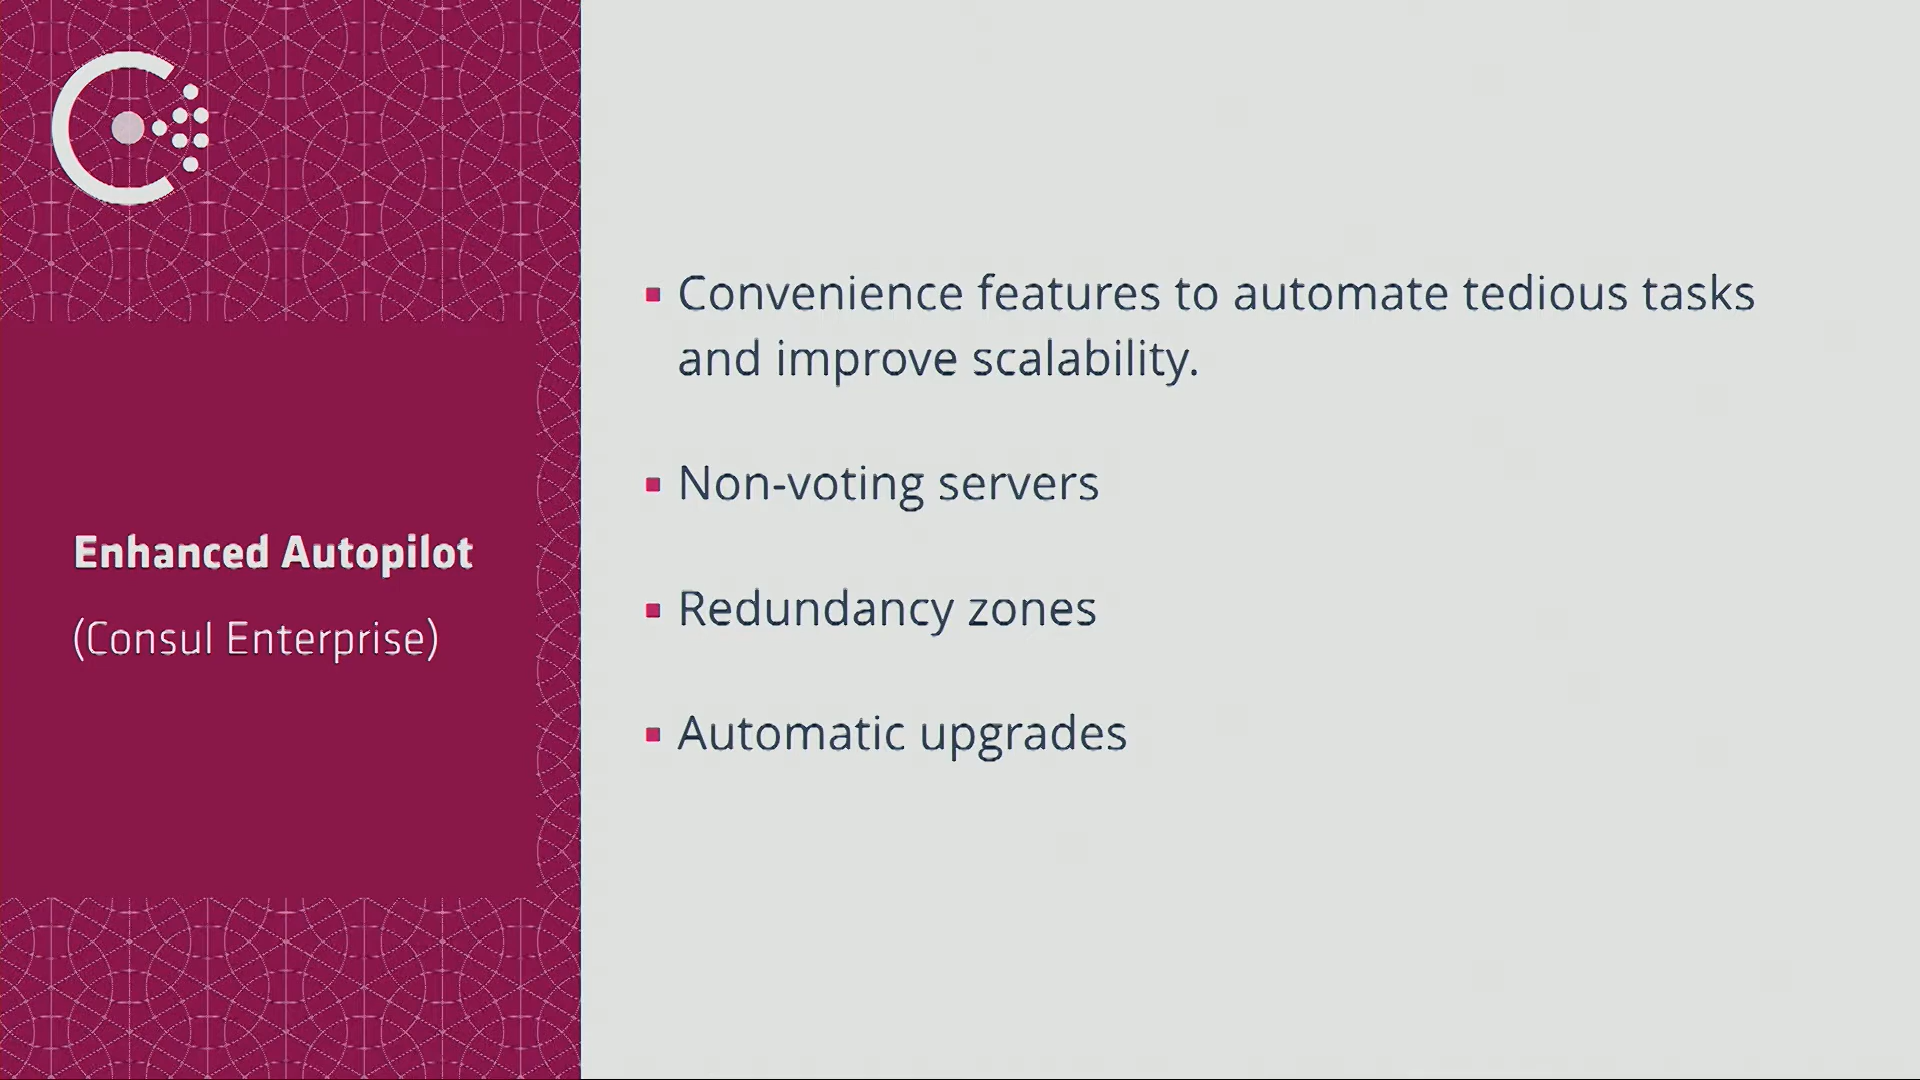 Enhanced Autopilot
(Consul Enterprise)
Convenience features to automate tedious tasks
and improve scalability.
Non-voting servers
Redundancy zones
Automatic upgrades